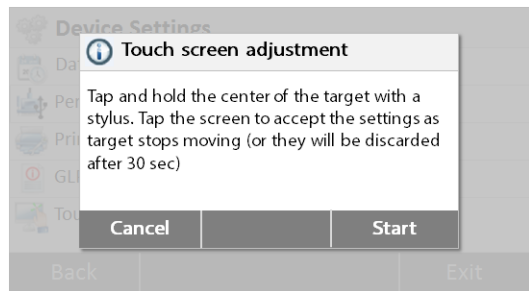 Device Settings
Touch screen adjustment
Tap and hold the center of the target with a
stylus. Tap the screen to accept the settings as
target stops moving (or they will be discarded
after 30 sec)
Cancel Start
Back Exit